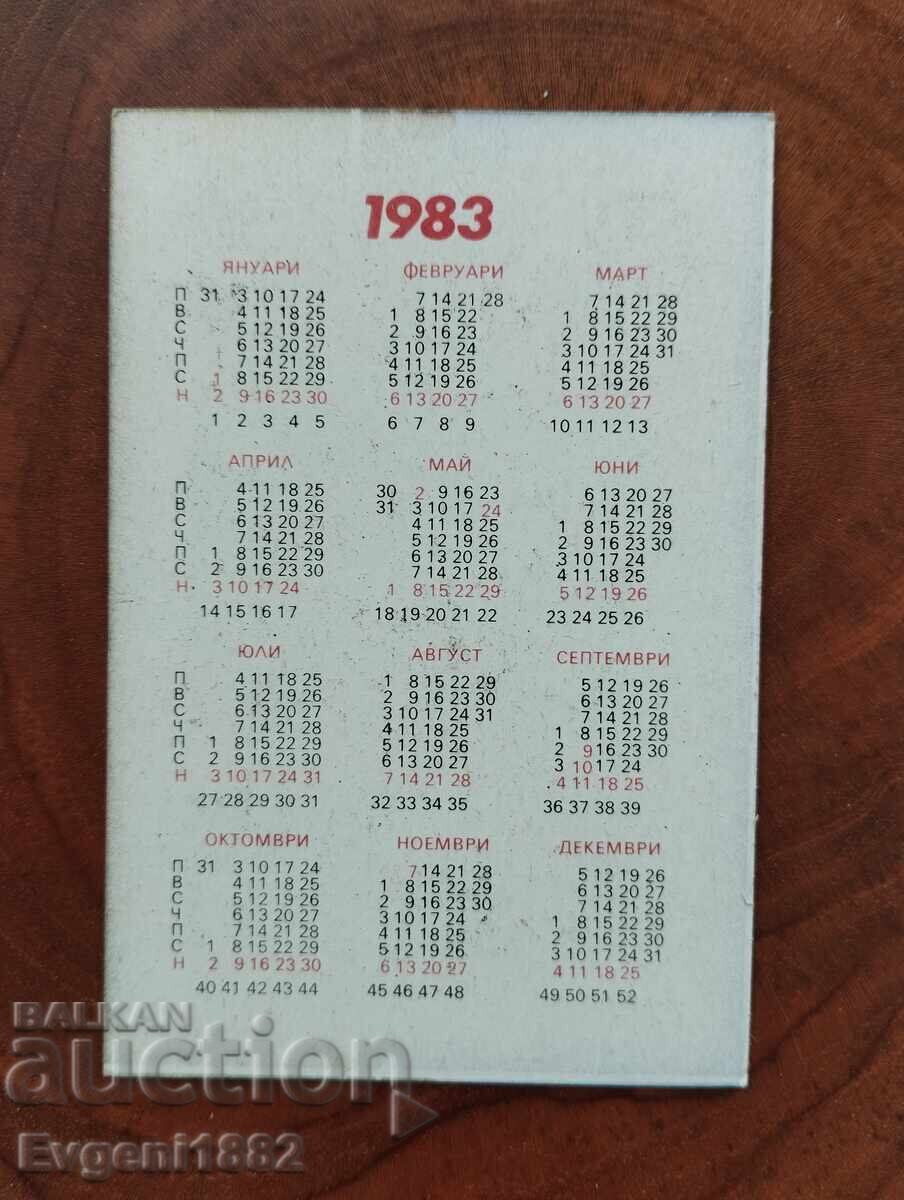 1983
ЯНУАРИ ФЕВРУАРИ МАРТ
П 31 3 10 17 24 7 14 21 28 7 14 21 28
В 4 11 18 25 1 8 15 22 1 8 15 22 29
С 5 12 19 26 2 9 16 23 2 9 16 23 30
Ч 6 13 20 27 3 10 17 24 3 10 17 24 31
П 7 14 21 28 4 11 18 25 4 11 18 25
С 1 8 15 22 29 5 12 19 26 5 12 19 26
Н 2 9 16 23 30 6 13 20 27 6 13 20 27
1 2 3 4 5 6 7 8 9 10 11 12 13
АПРИЛ МАЙ ЮНИ
П 4 11 18 25 30 2 9 16 23 6 13 20 27
В 5 12 19 26 31 3 10 17 24 7 14 21 28
С 6 13 20 27 4 11 18 25 1 8 15 22 29
Ч 7 14 21 28 5 12 19 26 2 9 16 23 30
П 1 8 15 22 29 6 13 20 27 3 10 17 24
С 2 9 16 23 30 7 14 21 28 4 11 18 25
Н 3 10 17 24 1 8 15 22 29 5 12 19 26
14 15 16 17 18 19 20 21 22 23 24 25 26
ЮЛИ АВГУСТ СЕПТЕМВРИ
П 4 11 18 25 1 8 15 22 29 5 12 19 26
В 5 12 19 26 2 9 16 23 30 6 13 20 27
С 6 13 20 27 3 10 17 24 31 7 14 21 28
Ч 7 14 21 28 4 11 18 25 1 8 15 22 29
П 1 8 15 22 29 5 12 19 26 2 9 16 23 30
С 2 9 16 23 30 6 13 20 27 3 10 17 24
Н 3 10 17 24 31 7 14 21 28 4 11 18 25
27 28 29 30 31 32 33 34 35 36 37 38 39
ОКТОМВРИ НОЕМВРИ ДЕКЕМВРИ
П 31 3 10 17 24 7 14 21 28 5 12 19 26
В 4 11 18 25 1 8 15 22 29 6 13 20 27
С 5 12 19 26 2 9 16 23 30 7 14 21 28
Ч 6 13 20 27 3 10 17 24 1 8 15 22 29
П 7 14 21 28 4 11 18 25 2 9 16 23 30
С 1 8 15 22 29 5 12 19 26 3 10 17 24 31
Н 2 9 16 23 30 6 13 20 27 4 11 18 25
40 41 42 43 44 45 46 47 48 49 50 51 52
BALKAN
auction
Evgeni1882